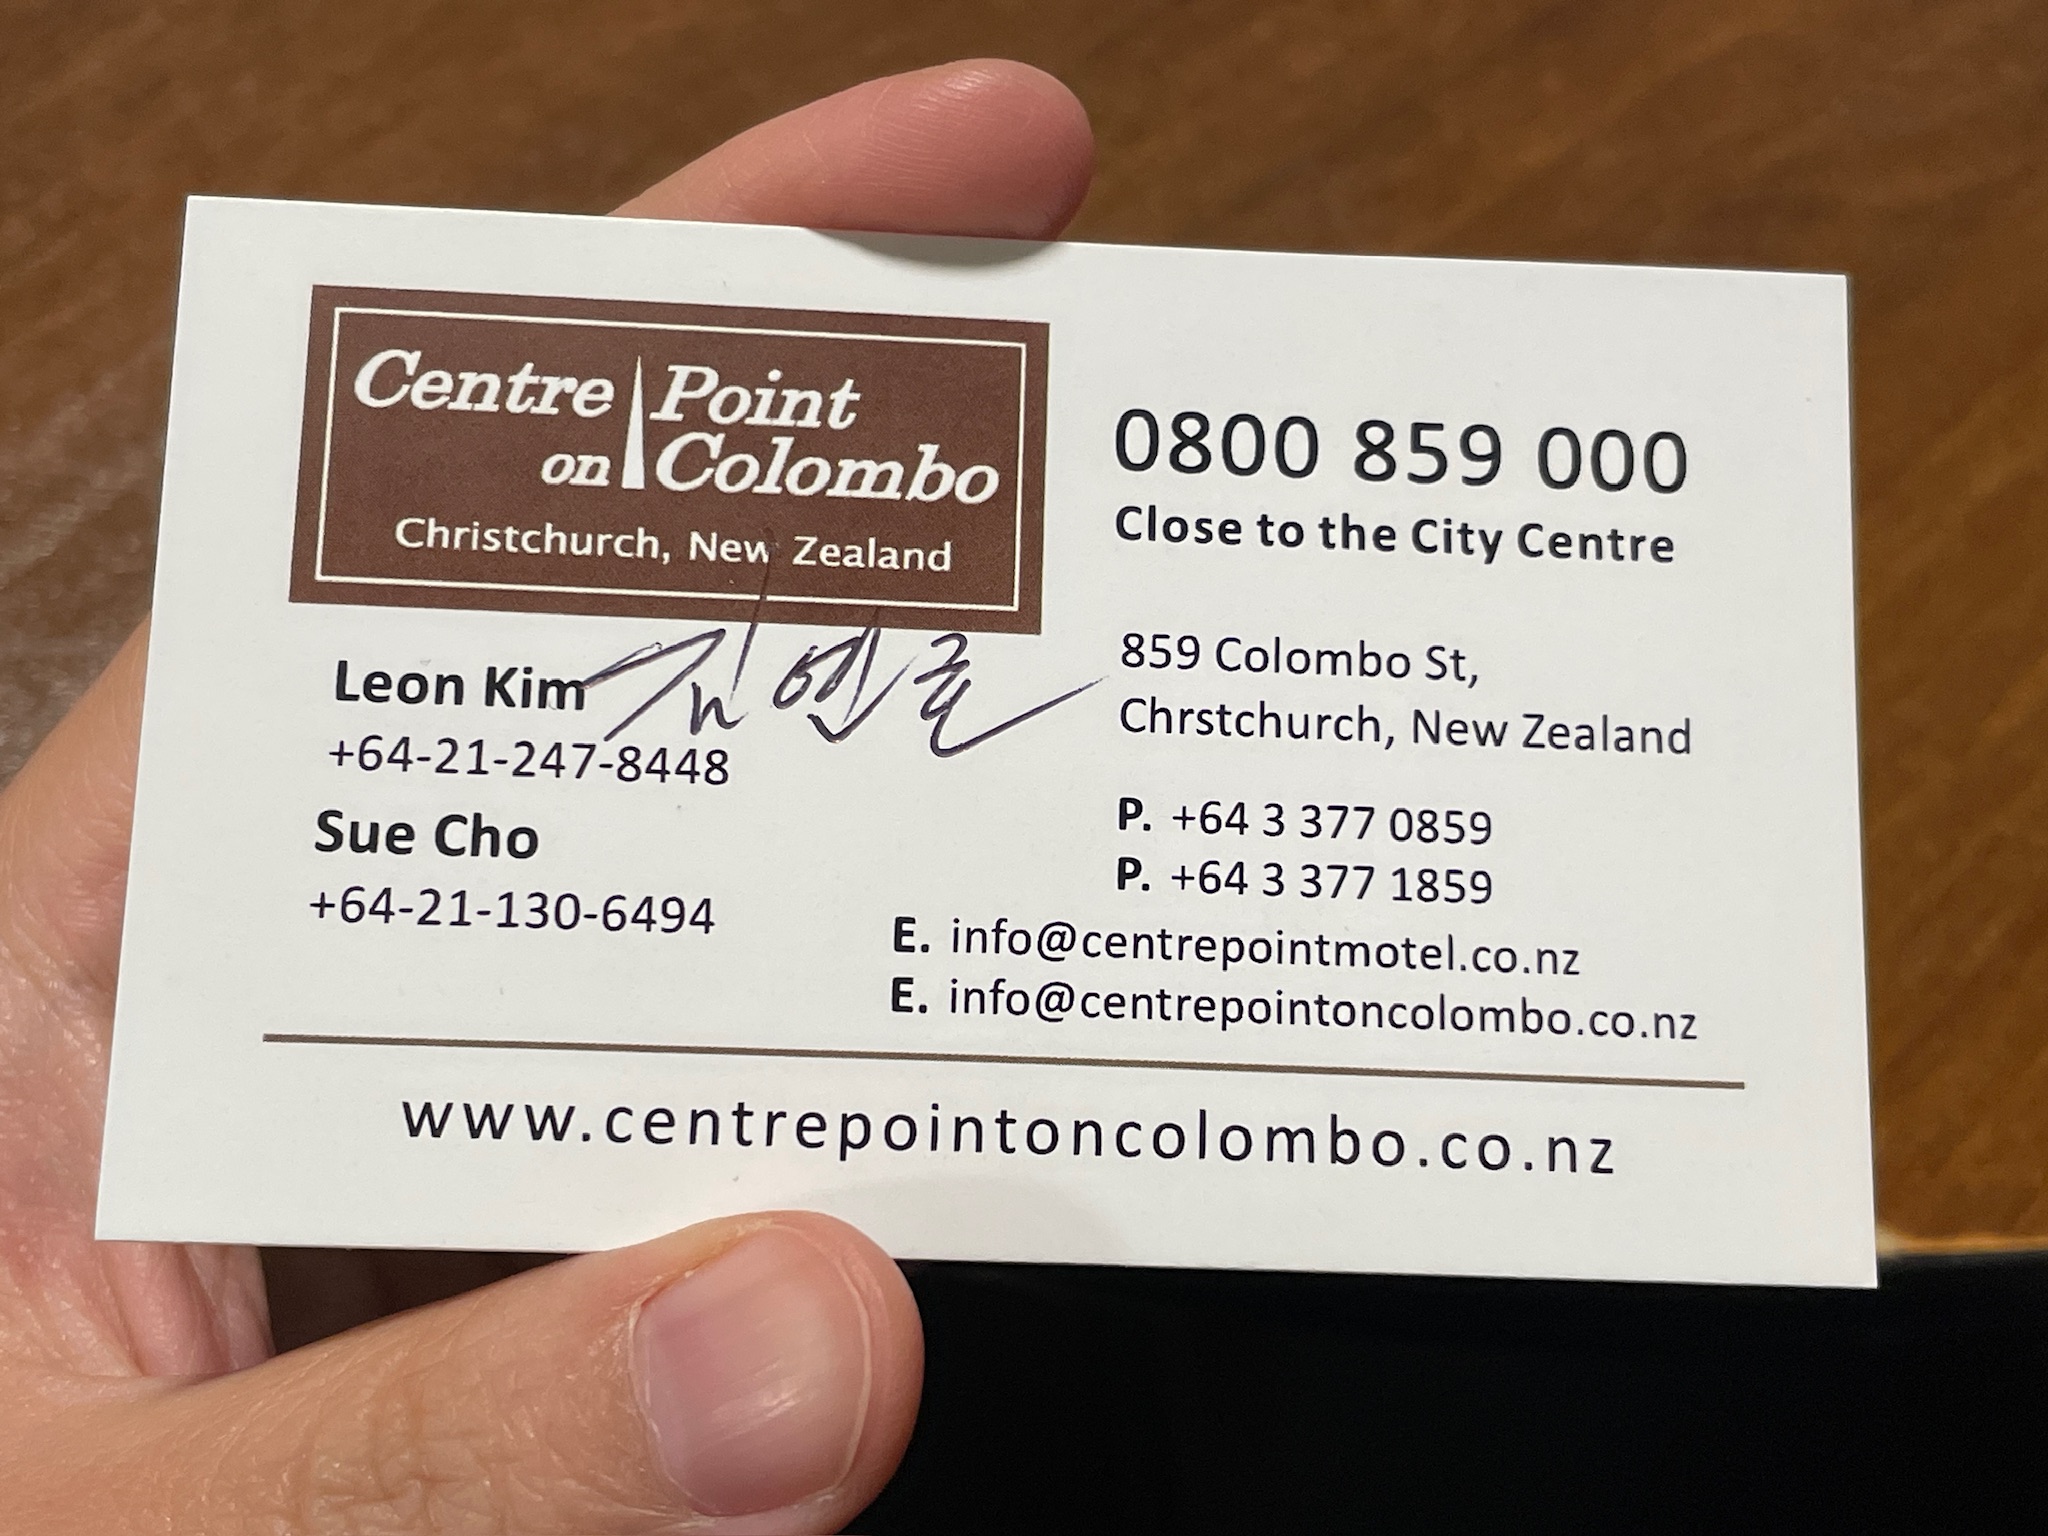 Centre Point
on Colombo
Christchurch, New Zealand
0800 859 000
Close to the City Centre
Leon Kim
+64-21-247-8448
Sue Cho
+64-21-130-6494
859 Colombo St,
Chrstchurch, New Zealand
P. +64 3 377 0859
P. +64 3 377 1859
E. info@centrepointmotel.co.nz
E. info@centrepointoncolombo.co.nz
www.centrepointoncolombo.co.nz